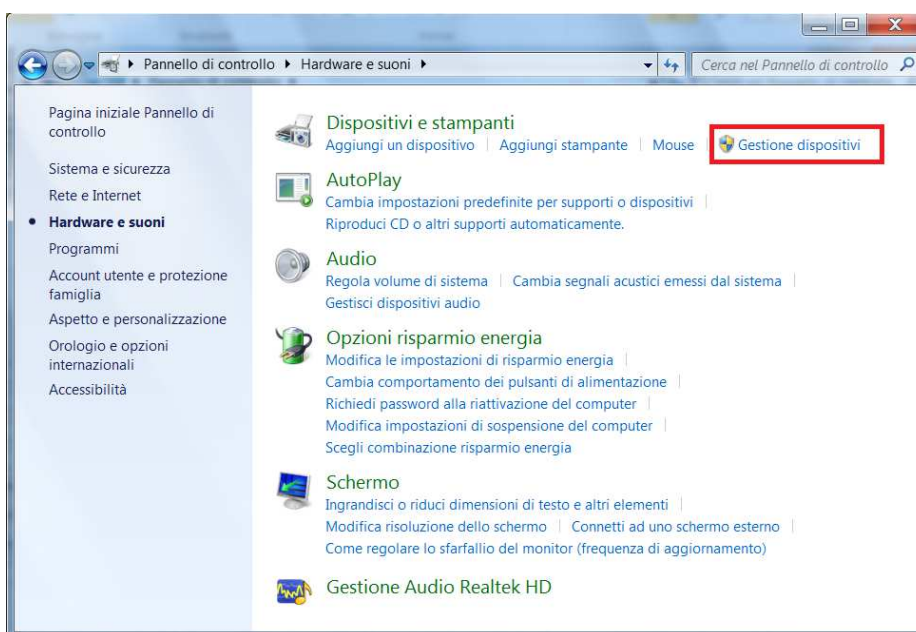 Pannello di controllo ▸ Hardware e suoni ▸
Cerca nel Pannello di controllo
Pagina iniziale Pannello di
controllo
Sistema e sicurezza
Rete e Internet
Hardware e suoni
Programmi
Account utente e protezione
famiglia
Aspetto e personalizzazione
Orologio e opzioni
internazionali
Accessibilità
Dispositivi e stampanti
Aggiungi un dispositivo | Aggiungi stampante | Mouse | Gestione dispositivi
AutoPlay
Cambia impostazioni predefinite per supporti o dispositivi |
Riproduci CD o altri supporti automaticamente.
Audio
Regola volume di sistema | Cambia segnali acustici emessi dal sistema |
Gestisci dispositivi audio
Opzioni risparmio energia
Modifica le impostazioni di risparmio energia |
Cambia comportamento dei pulsanti di alimentazione |
Richiedi password alla riattivazione del computer |
Modifica impostazioni di sospensione del computer |
Scegli combinazione risparmio energia
Schermo
Ingrandisci o riduci dimensioni di testo e altri elementi |
Modifica risoluzione dello schermo | Connetti ad uno schermo esterno |
Come regolare lo sfarfallio del monitor (frequenza di aggiornamento)
Gestione Audio Realtek HD